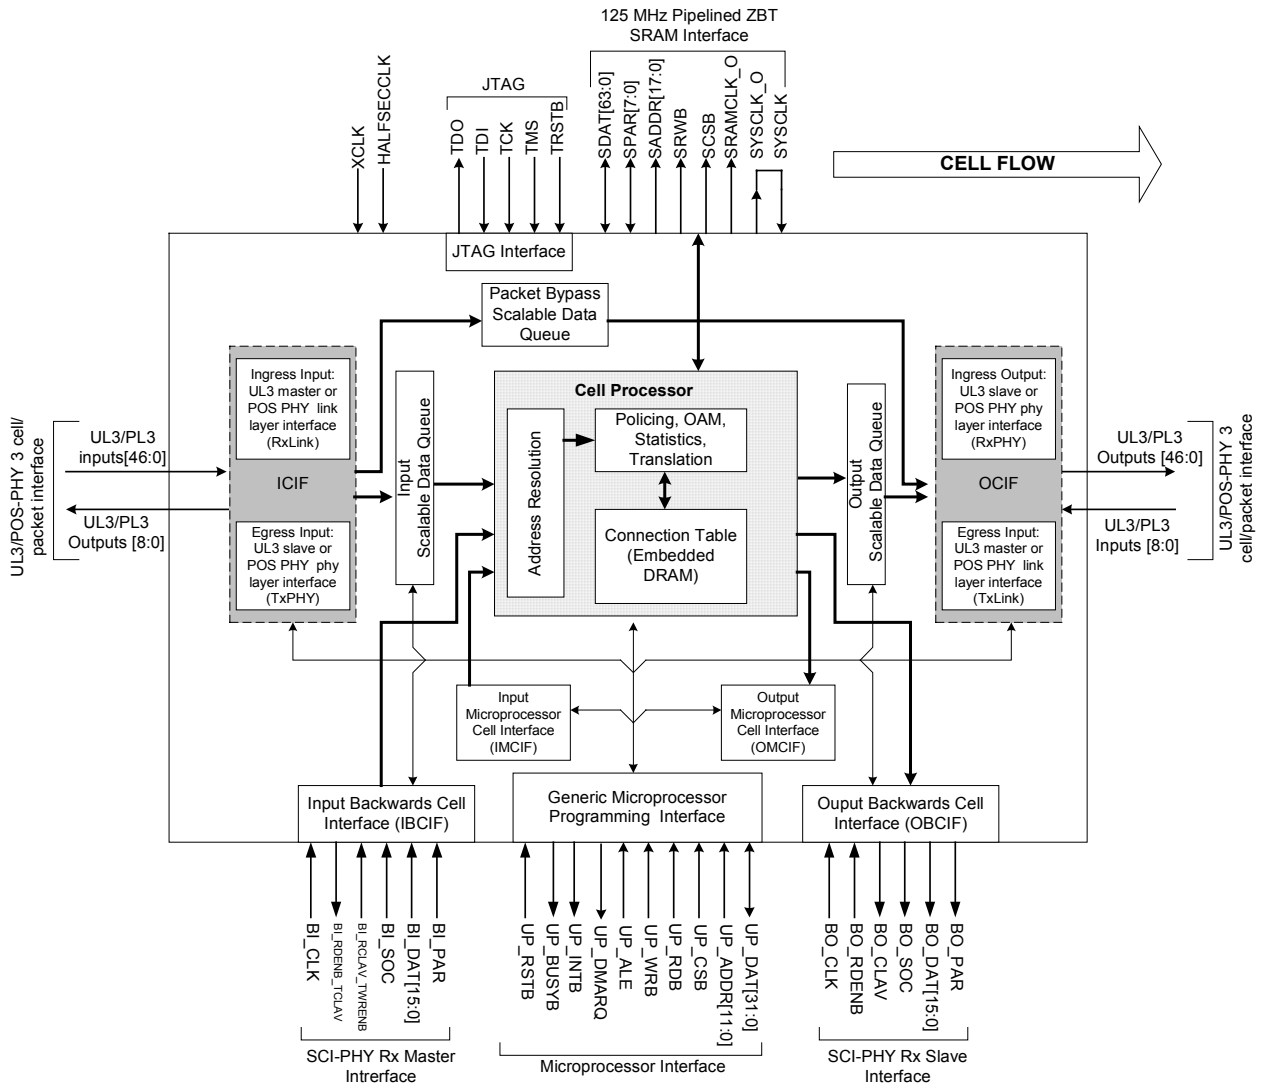 125 MHz Pipelined ZBT
SRAM Interface
JTAG
XCLK
HALFSECCLK
TDO
TDI
TCK
TMS
TRSTB
SDAT[63:0]
SPAR[7:0]
SADDR[17:0]
SRWB
SCSB
SRAMCLK_O
SYSCLK_O
SYSCLK
CELL FLOW
JTAG Interface
Packet Bypass
Scalable Data
Queue
Ingress Input:
UL3 master or
POS PHY link
layer interface
(RxLink)
ICIF
Egress Input:
UL3 slave or
POS PHY phy
layer interface
(TxPHY)
UL3/POS-PHY 3 cell/
packet interface
UL3/PL3
inputs[46:0]
UL3/PL3
Outputs [8:0]
Input
Scalable Data Queue
Cell Processor
Address Resolution
Policing, OAM,
Statistics,
Translation
Connection Table
(Embedded
DRAM)
Output
Scalable Data Queue
Ingress Output:
UL3 slave or
POS PHY phy
layer interface
(RxPHY)
OCIF
Egress Input:
UL3 master or
POS PHY link
layer interface
(TxLink)
UL3/PL3
Outputs [46:0]
UL3/PL3
Inputs [8:0]
UL3/POS-PHY 3
cell/packet interface
Input
Microprocessor
Cell Interface
(IMCIF)
Output
Microprocessor
Cell Interface
(OMCIF)
Input Backwards Cell
Interface (IBCIF)
Generic Microprocessor
Programming Interface
Ouput Backwards Cell
Interface (OBCIF)
BI_CLK
BI_RDENB_TCLAV
BI_RCLAV_TWRENB
BI_SOC
BI_DAT[15:0]
BI_PAR
UP_RSTB
UP_BUSYB
UP_INTB
UP_DMARQ
UP_ALE
UP_WRB
UP_RDB
UP_CSB
UP_ADDR[11:0]
UP_DAT[31:0]
BO_CLK
BO_RDENB
BO_CLAV
BO_SOC
BO_DAT[15:0]
BO_PAR
SCI-PHY Rx Master
Intrerface
Microprocessor Interface
SCI-PHY Rx Slave
Interface